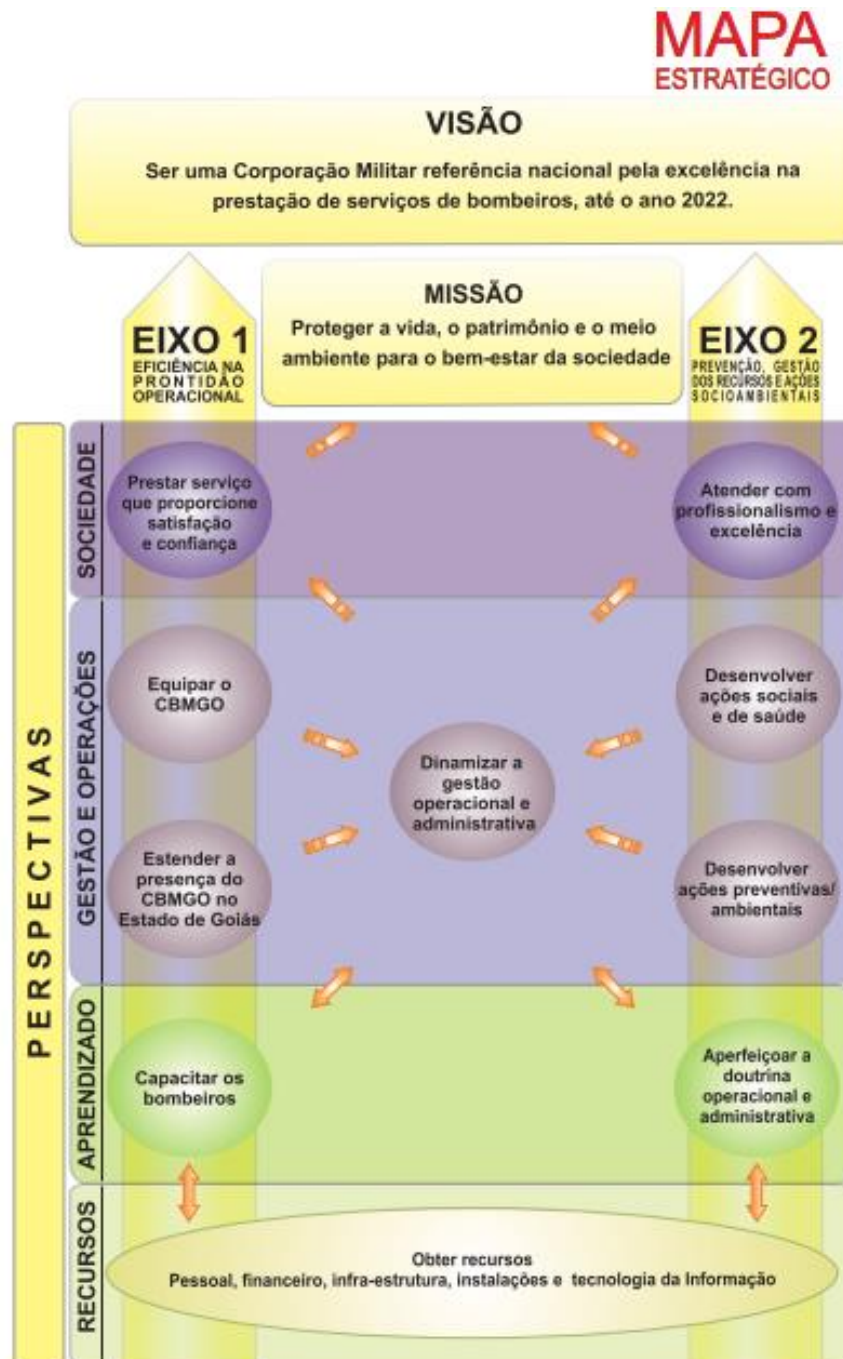 MAPA
ESTRATÉGICO
VISÃO
Ser uma Corporação Militar referência nacional pela excelência na
prestação de serviços de bombeiros, até o ano 2022.
MISSÃO
Proteger a vida, o patrimônio e o meio
ambiente para o bem-estar da sociedade
EIXO 1
EFICIÊNCIA NA
PRONTIDÃO
OPERACIONAL
EIXO 2
PREVENÇÃO, GESTÃO
DOS RECURSOS E AÇÕES
SOCIOAMBIENTAIS
PERSPECTIVAS
SOCIEDADE
Prestar serviço
que proporcione
satisfação
e confiança
Atender com
profissionalismo e
excelência
GESTÃO E OPERAÇÕES
Equipar o
CBMGO
Desenvolver
ações sociais
e de saúde
Dinamizar a
gestão
operacional e
administrativa
Estender a
presença do
CBMGO no
Estado de Goiás
Desenvolver
ações preventivas/
ambientais
APRENDIZADO
Capacitar os
bombeiros
Aperfeiçoar a
doutrina
operacional e
administrativa
RECURSOS
Obter recursos
Pessoal, financeiro, infra-estrutura, instalações e tecnologia da Informação